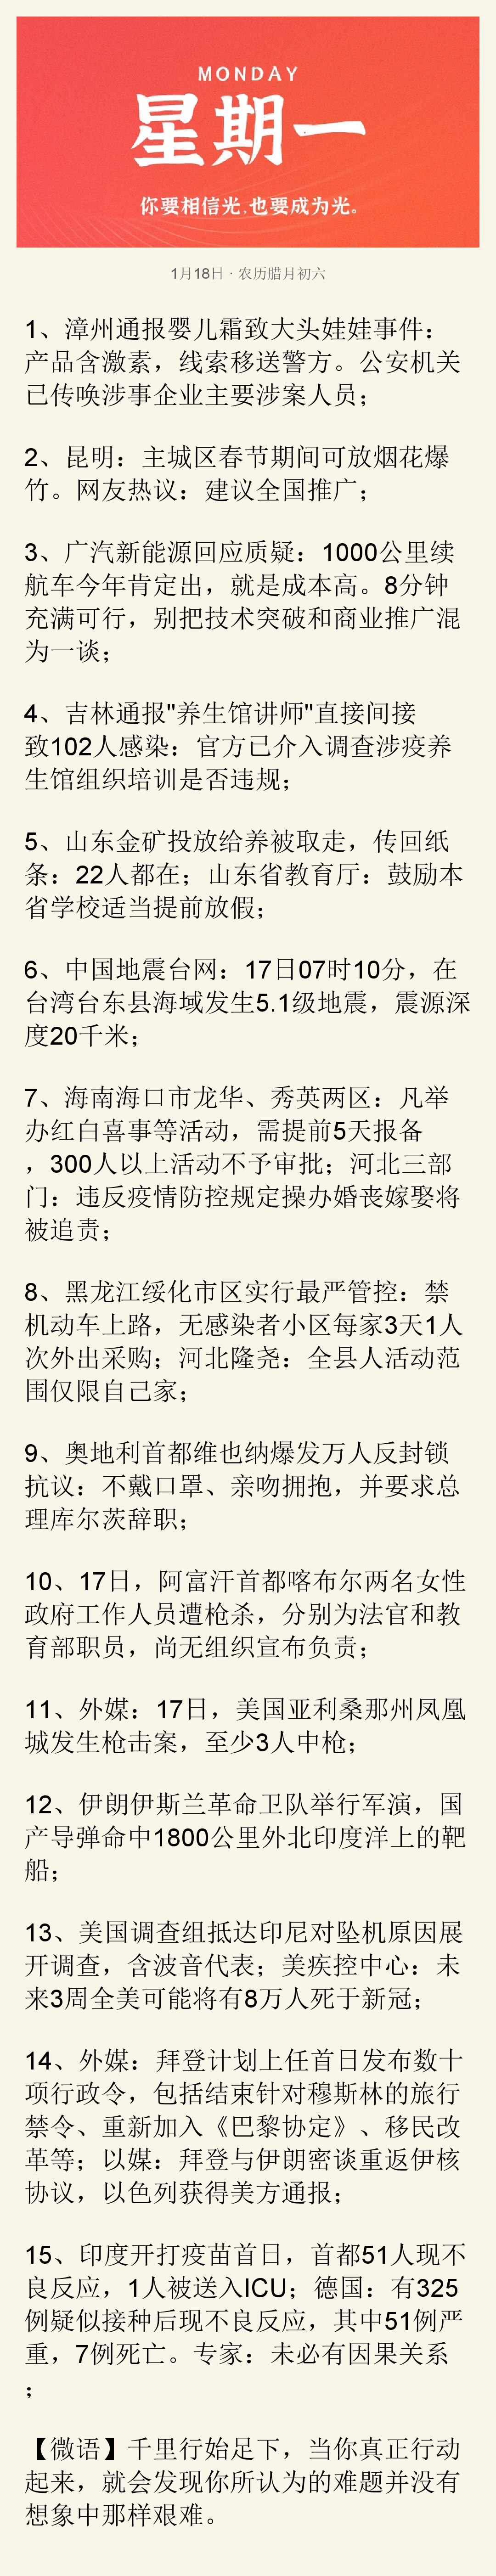 MONDAY
星期一
你要相信光,也要成为光。
1月18日 · 农历腊月初六
1、漳州通报婴儿霜致大头娃娃事件：
产品含激素，线索移送警方。公安机关
已传唤涉事企业主要涉案人员；
2、昆明：主城区春节期间可放烟花爆
竹。网友热议：建议全国推广；
3、广汽新能源回应质疑：1000公里续
航车今年肯定出，就是成本高。8分钟
充满可行，别把技术突破和商业推广混
为一谈；
4、吉林通报"养生馆讲师"直接间接
致102人感染：官方已介入调查涉疫养
生馆组织培训是否违规；
5、山东金矿投放给养被取走，传回纸
条：22人都在；山东省教育厅：鼓励本
省学校适当提前放假；
6、中国地震台网：17日07时10分，在
台湾台东县海域发生5.1级地震，震源深
度20千米；
7、海南海口市龙华、秀英两区：凡举
办红白喜事等活动，需提前5天报备
，300人以上活动不予审批；河北三部
门：违反疫情防控规定操办婚丧嫁娶将
被追责；
8、黑龙江绥化市区实行最严管控：禁
机动车上路，无感染者小区每家3天1人
次外出采购；河北隆尧：全县人活动范
围仅限自己家；
9、奥地利首都维也纳爆发万人反封锁
抗议：不戴口罩、亲吻拥抱，并要求总
理库尔茨辞职；
10、17日，阿富汗首都喀布尔两名女性
政府工作人员遭枪杀，分别为法官和教
育部职员，尚无组织宣布负责；
11、外媒：17日，美国亚利桑那州凤凰
城发生枪击案，至少3人中枪；
12、伊朗伊斯兰革命卫队举行军演，国
产导弹命中1800公里外北印度洋上的靶
船；
13、美国调查组抵达印尼对坠机原因展
开调查，含波音代表；美疾控中心：未
来3周全美可能将有8万人死于新冠；
14、外媒：拜登计划上任首日发布数十
项行政令，包括结束针对穆斯林的旅行
禁令、重新加入《巴黎协定》、移民改
革等；以媒：拜登与伊朗密谈重返伊核
协议，以色列获得美方通报；
15、印度开打疫苗首日，首都51人现不
良反应，1人被送入ICU；德国：有325
例疑似接种后现不良反应，其中51例严
重，7例死亡。专家：未必有因果关系
；
【微语】千里行始足下，当你真正行动
起来，就会发现你所认为的难题并没有
想象中那样艰难。